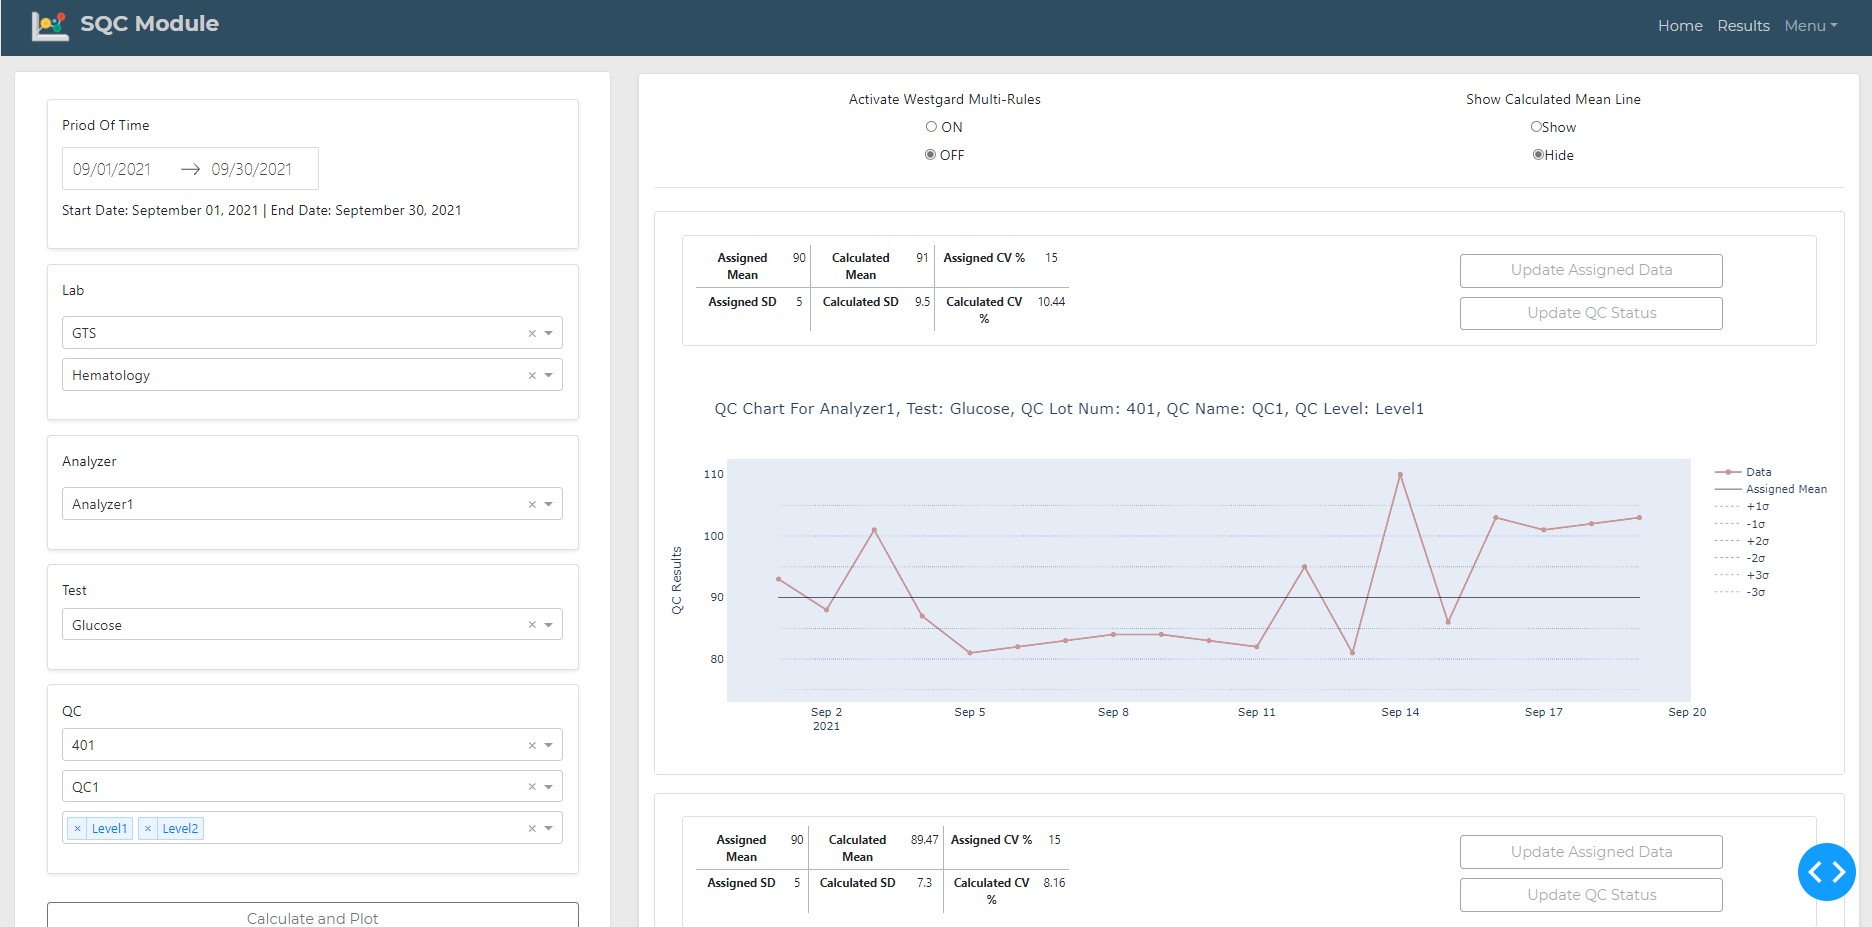 SQC Module
Home Results Menu
Priod Of Time
09/01/2021 → 09/30/2021
Start Date: September 01, 2021 | End Date: September 30, 2021
Lab
GTS
Hematology
Analyzer
Analyzer1
Test
Glucose
QC
401
QC1
× Level1 × Level2
Calculate and Plot
Activate Westgard Multi-Rules
ON
OFF
Show Calculated Mean Line
Show
Hide
Assigned Mean 90 Calculated Mean 91 Assigned CV % 15
Assigned SD 5 Calculated SD 9.5 Calculated CV % 10.44
Update Assigned Data
Update QC Status
QC Chart For Analyzer1, Test: Glucose, QC Lot Num: 401, QC Name: QC1, QC Level: Level1
QC Results
110
100
90
80
Sep 2 Sep 5 Sep 8 Sep 11 Sep 14 Sep 17 Sep 20
2021
Data
Assigned Mean
+1σ
-1σ
+2σ
-2σ
+3σ
-3σ
Assigned Mean 90 Calculated Mean 89.47 Assigned CV % 15
Assigned SD 5 Calculated SD 7.3 Calculated CV % 8.16
Update Assigned Data
Update QC Status